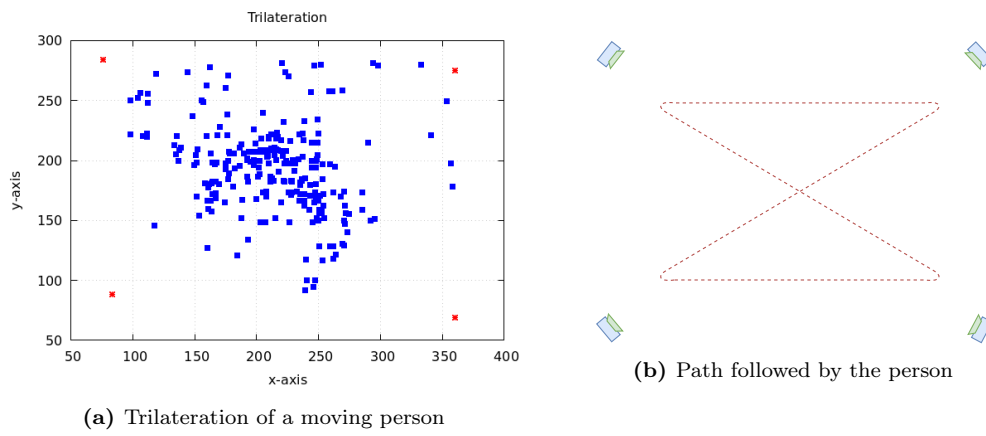 Trilateration
300
250
200
150
100
50
y-axis
50 100 150 200 250 300 350 400
x-axis
(a) Trilateration of a moving person
(b) Path followed by the person